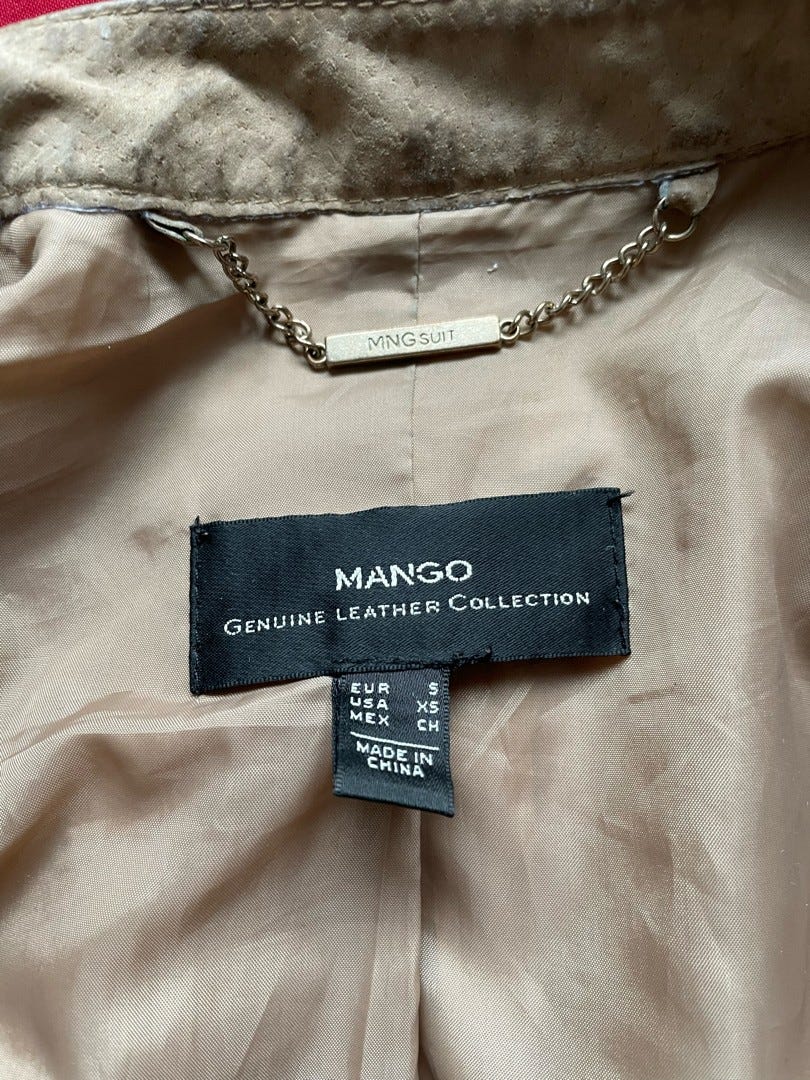 MNG SUIT
MANGO
GENUINE LEATHER COLLECTION
EUR S
USA XS
MEX CH
MADE IN
CHINA